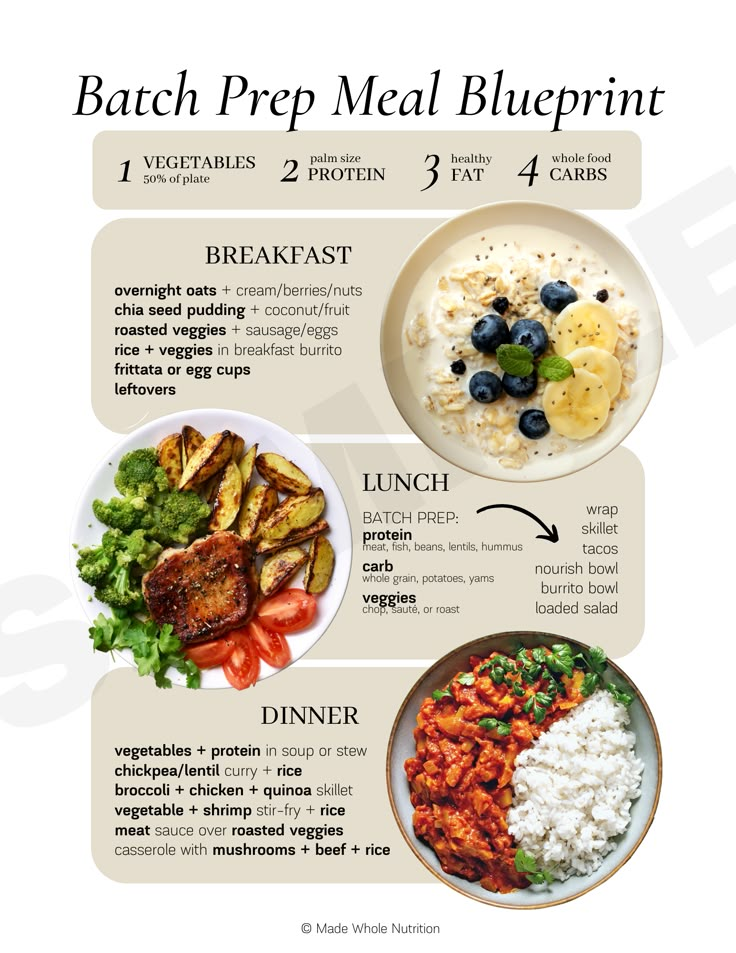 Batch Prep Meal Blueprint
1 VEGETABLES
50% of plate
2 palm size
PROTEIN
3 healthy
FAT
4 whole food
CARBS
BREAKFAST
overnight oats + cream/berries/nuts
chia seed pudding + coconut/fruit
roasted veggies + sausage/eggs
rice + veggies in breakfast burrito
frittata or egg cups
leftovers
LUNCH
BATCH PREP:
protein
meat, fish, beans, lentils, hummus
carb
whole grain, potatoes, yams
veggies
chop, sauté, or roast
wrap
skillet
tacos
nourish bowl
burrito bowl
loaded salad
DINNER
vegetables + protein in soup or stew
chickpea/lentil curry + rice
broccoli + chicken + quinoa skillet
vegetable + shrimp stir-fry + rice
meat sauce over roasted veggies
casserole with mushrooms + beef + rice
© Made Whole Nutrition
SAMPLE